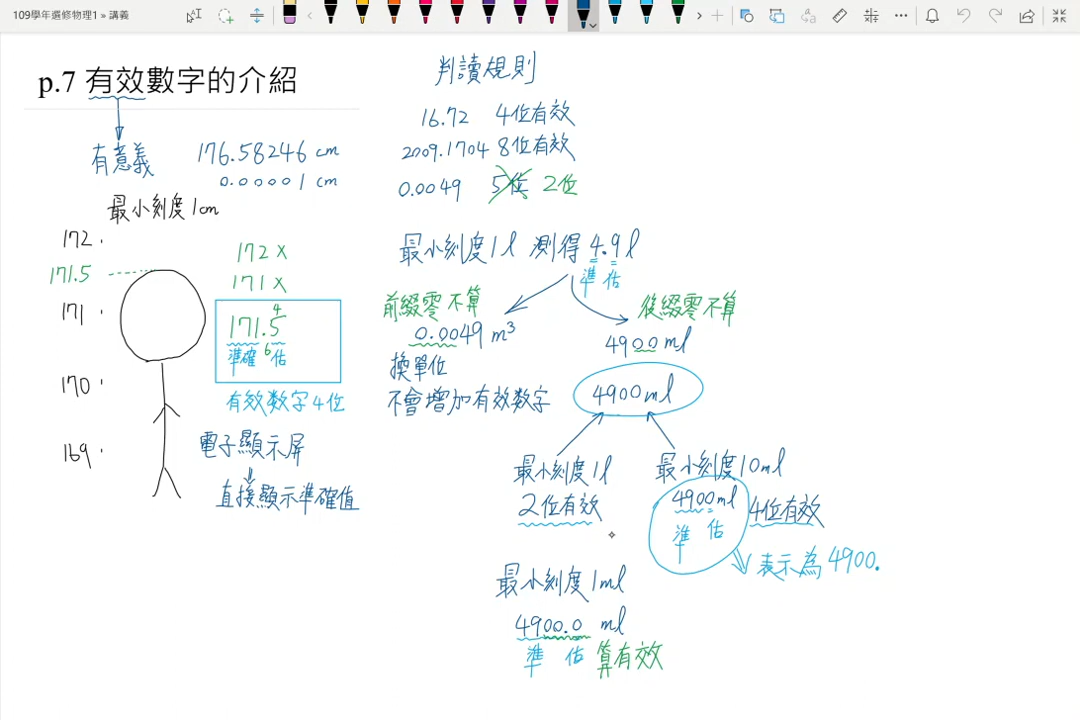 109學年選修物理1 » 講義
p.7 有效數字的介紹
有意義
176.58246 cm
0.00001 cm
最小刻度 1cm
172
171.5
171
170
169
172 x
171 x
171.5
4
6
準確 估
有效数字4位
電子顯示屏
直接顯示準確值
判讀規則
16.72 4位有效
2009.1704 8位有效
0.0049 5位 2位
最小刻度 1l 測得 4.9l
準 估
前綴零不算
0.0049 m³
換單位
不會增加有效数字
後綴零不算
4900 ml
4900 ml
最小刻度 1l
2位有效
最小刻度 10ml
4900 ml 4位有效
準 估
表示為 4900.
最小刻度 1ml
4900.0 ml
準 估 算有效